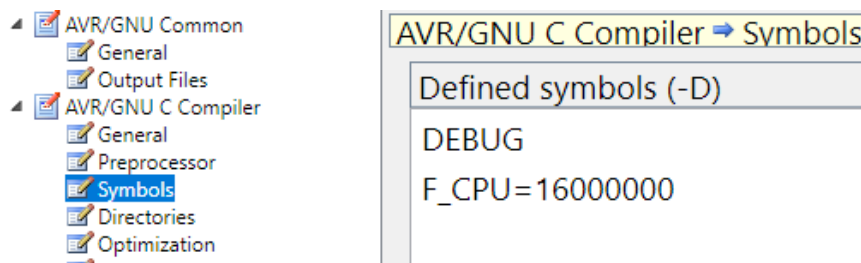 AVR/GNU Common
General
Output Files
AVR/GNU C Compiler
General
Preprocessor
Symbols
Directories
Optimization
AVR/GNU C Compiler ➡ Symbols
Defined symbols (-D)
DEBUG
F_CPU=16000000